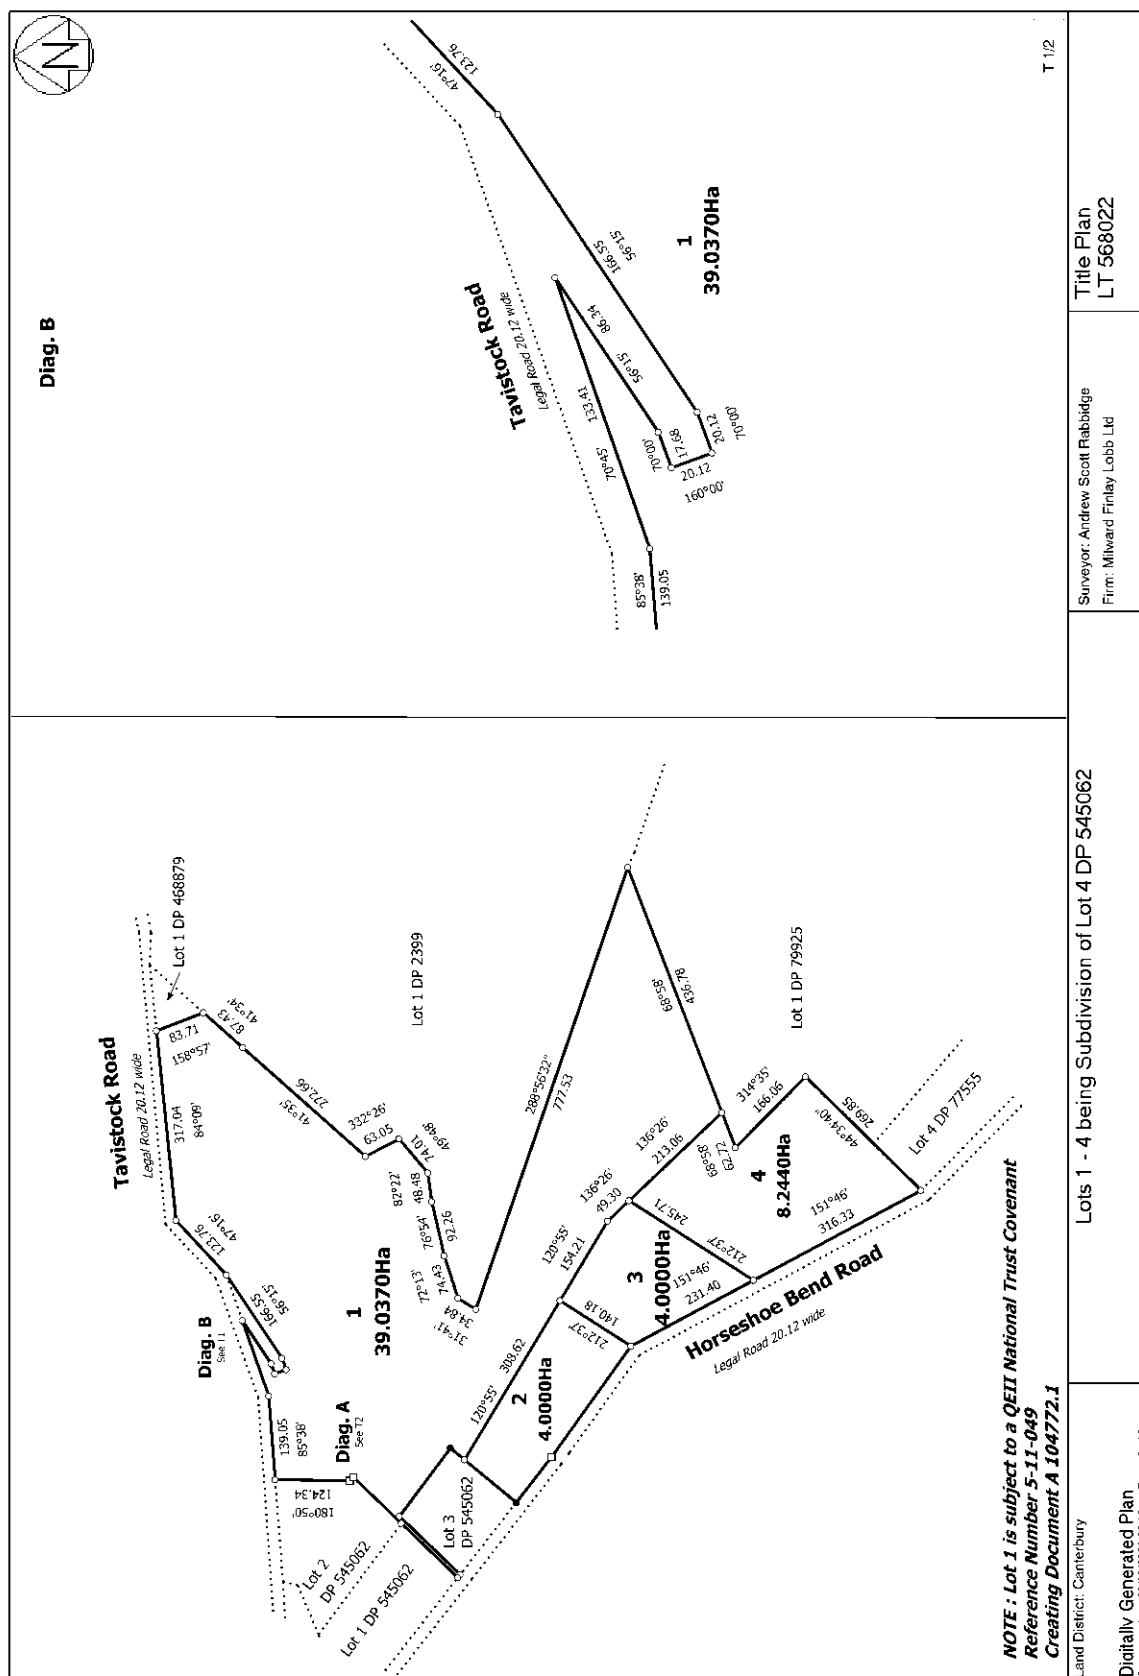 N
Diag. B
47°16'
123.76
Tavistock Road
Legal Road 20.12 wide
166.55
56°15'
1
39.0370Ha
86.34
56°15'
133.41
70°45'
70°00'
17.68
20.12
70°00'
20.12
160°00'
85°38'
139.05
T 1/2
Tavistock Road
Legal Road 20.12 wide
Lot 1 DP 468879
317.04
84°09'
83.71
158°57'
87.43
41°34'
272.66
41°35'
332°26'
63.05
49°48'
74.01
82°22'
48.48
76°54'
92.26
72°13'
74.43
31°41'
34.84
Lot 1 DP 2399
288°56'32"
777.53
123.76
47°16'
166.55
56°15'
Diag. B
See T1
1
39.0370Ha
139.05
85°38'
Diag. A
See T2
180°50'
124.34
Lot 2
DP 545062
Lot 1 DP 545062
Lot 3
DP 545062
120°55'
308.62
2
4.0000Ha
120°55'
154.21
212°37'
140.18
136°26'
49.30
3
4.0000Ha
136°26'
213.06
245.71
212°37'
151°46'
231.40
68°58'
436.78
68°58'
62.72
314°35'
166.06
Lot 1 DP 79925
4
8.2440Ha
44°34'40"
269.85
151°46'
316.33
Lot 4 DP 77555
Horseshoe Bend Road
Legal Road 20.12 wide
NOTE : Lot 1 is subject to a QEII National Trust Covenant
Reference Number 5-11-049
Creating Document A 104772.1
Land District: Canterbury
Digitally Generated Plan
Lots 1 - 4 being Subdivision of Lot 4 DP 545062
Surveyor: Andrew Scott Rabbidge
Firm: Milward Finlay Lobb Ltd
Title Plan
LT 568022